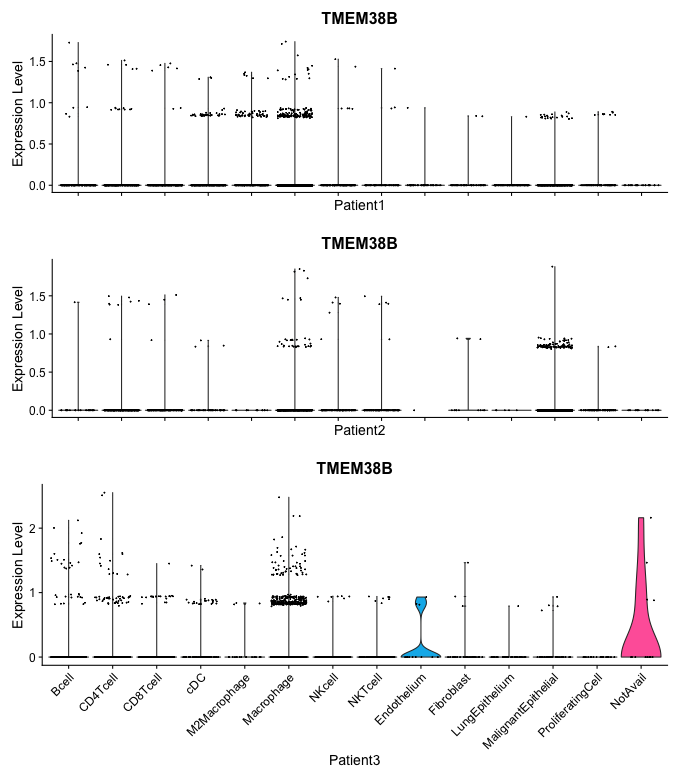 TMEM38B
Expression Level
1.5
1.0
0.5
0.0
Patient1
TMEM38B
Expression Level
1.5
1.0
0.5
0.0
Patient2
TMEM38B
Expression Level
2
1
0
Bcell
CD4Tcell
CD8Tcell
cDC
M2Macrophage
Macrophage
NKcell
NKTcell
Endothelium
Fibroblast
LungEpithelium
MalignantEpithelial
ProliferatingCell
NotAvail
Patient3